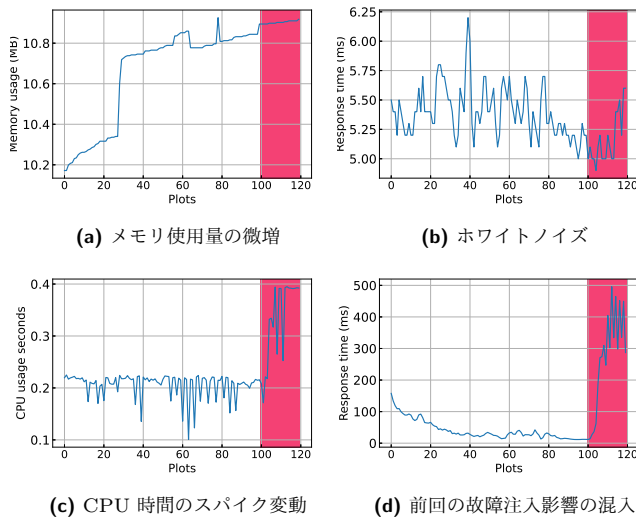 Memory usage (MB)
10.8
10.6
10.4
10.2
0 20 40 60 80 100 120
Plots
(a) メモリ使用量の微増
Response time (ms)
6.25
6.00
5.75
5.50
5.25
5.00
0 20 40 60 80 100 120
Plots
(b) ホワイトノイズ
CPU usage seconds
0.4
0.3
0.2
0.1
0 20 40 60 80 100 120
Plots
(c) CPU 時間のスパイク変動
Response time (ms)
500
400
300
200
100
0
0 20 40 60 80 100 120
Plots
(d) 前回の故障注入影響の混入